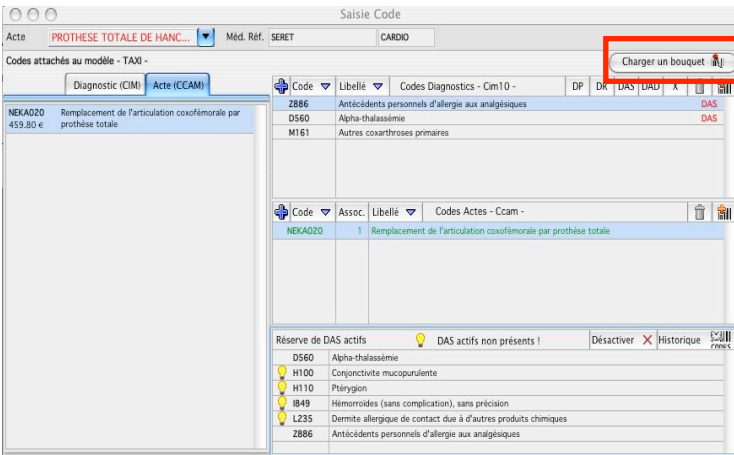 Saisie Code
Acte PROTHESE TOTALE DE HANC... Méd. Réf. SERET CARDIO
Codes attachés au modèle - TAXI - Charger un bouquet
Diagnostic (CIM) Acte (CCAM)
NEKA020 Remplacement de l'articulation coxofémorale par
459.80 € prothèse totale
Code Libellé Codes Diagnostics - Cim10 - DP DR DAS DAD X
Z886 Antécédents personnels d'allergie aux analgésiques DAS
D560 Alpha-thalassémie DAS
M161 Autres coxarthroses primaires
Code Assoc. Libellé Codes Actes - Ccam -
NEKA020 1 Remplacement de l'articulation coxofémorale par prothèse totale
Réserve de DAS actifs DAS actifs non présents ! Désactiver Historique CODES
D560 Alpha-thalassémie
H100 Conjonctivite mucopurulente
H110 Ptérygion
I849 Hémorroïdes (sans complication), sans précision
L235 Dermite allergique de contact due à d'autres produits chimiques
Z886 Antécédents personnels d'allergie aux analgésiques